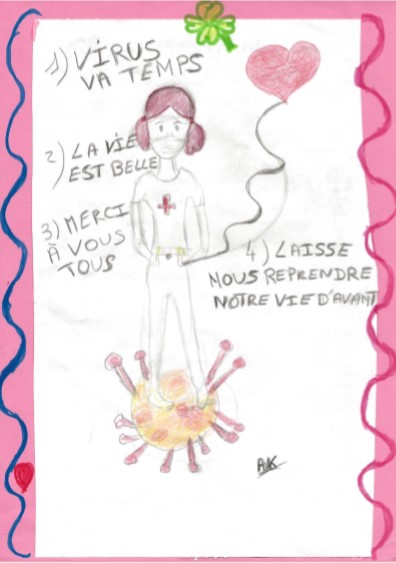 1) VIRUS
VA TEMPS
2) LA VIE
EST BELLE
3) MERCI
À VOUS
TOUS
4) LAISSE
NOUS REPRENDRE
NOTRE VIE D'AVANT
AK